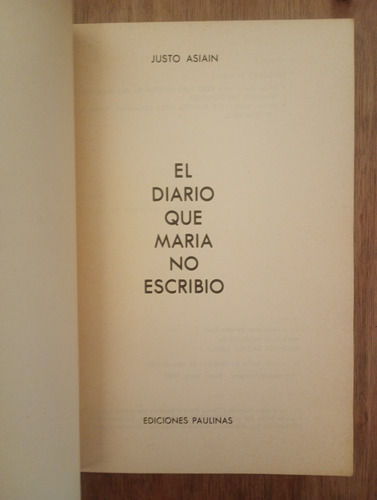 JUSTO ASIAIN
EL
DIARIO
QUE
MARIA
NO
ESCRIBIO
EDICIONES PAULINAS